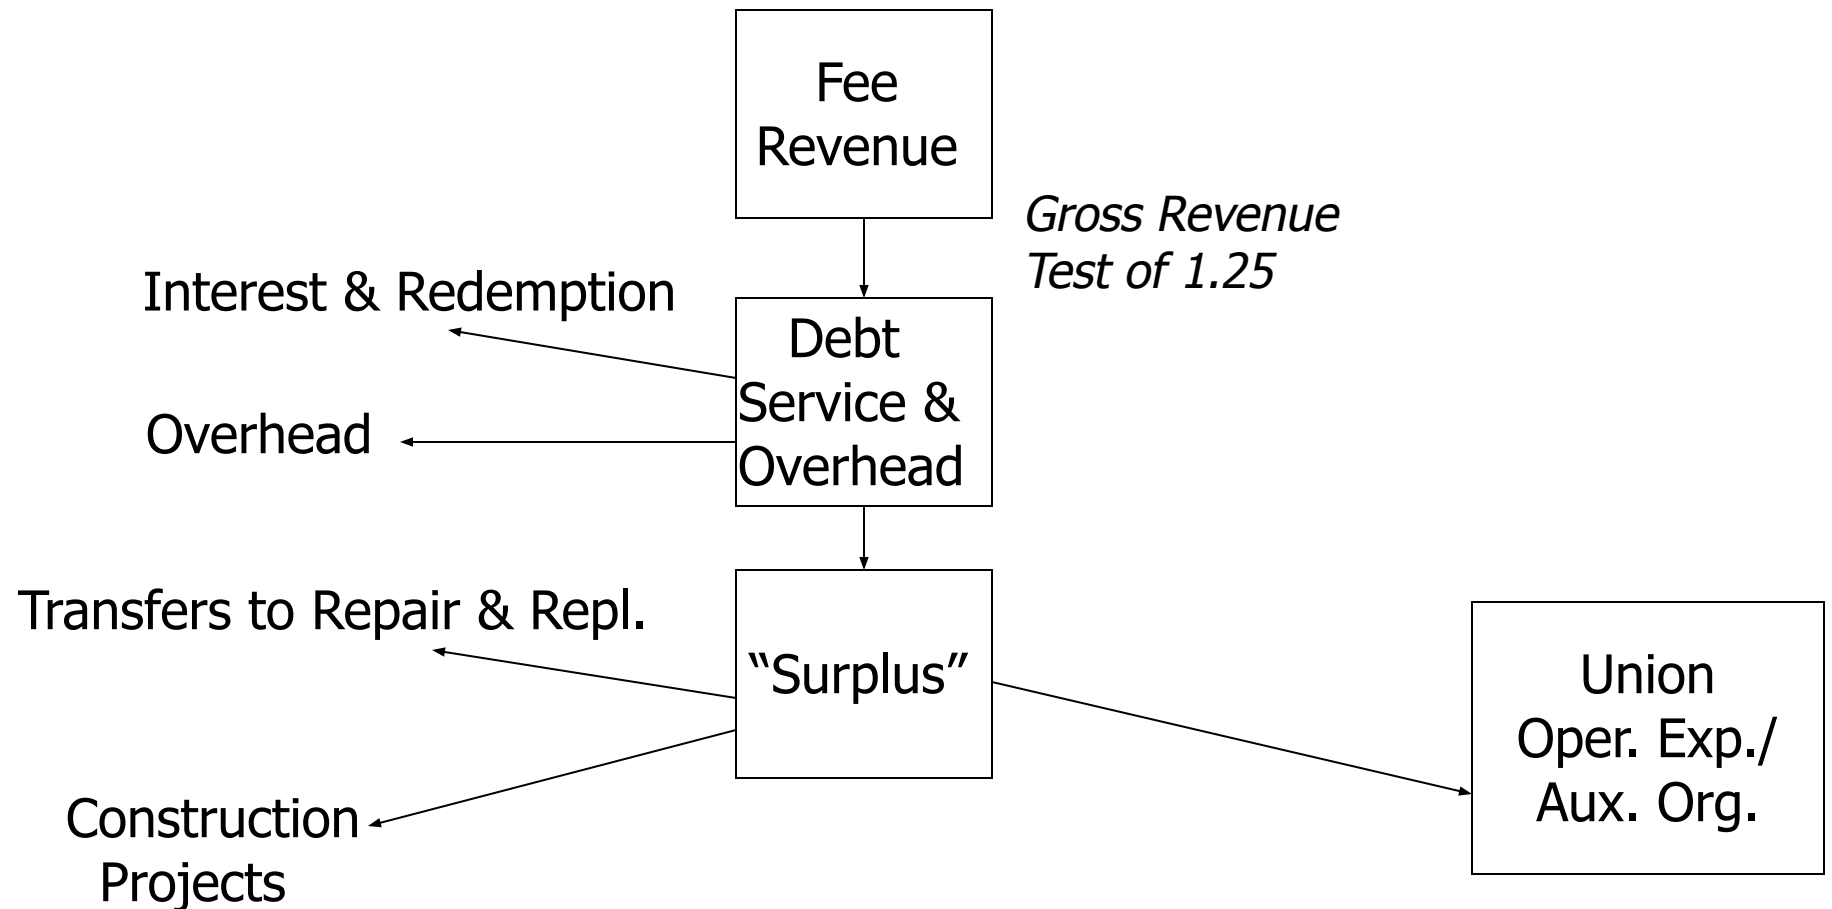 Fee
Revenue
Gross Revenue
Test of 1.25
Interest & Redemption
Debt
Service &
Overhead
Overhead
Transfers to Repair & Repl.
“Surplus”
Union
Oper. Exp./
Aux. Org.
Construction
Projects